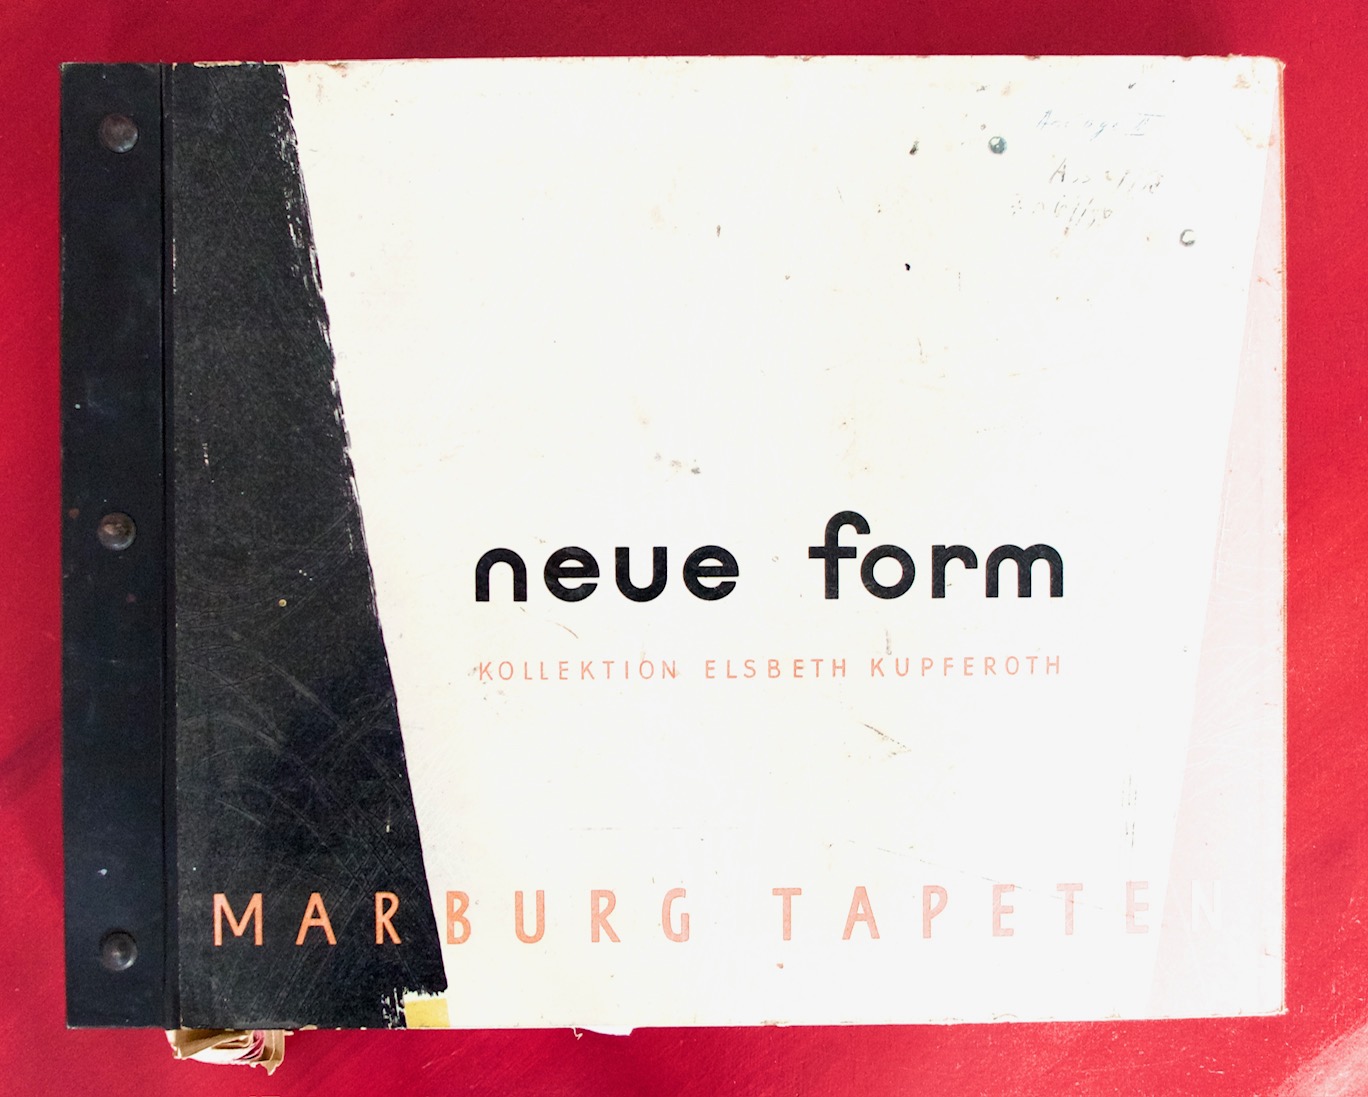 neue form
KOLLEKTION ELSBETH KUPFEROTH
MARBURG TAPETEN